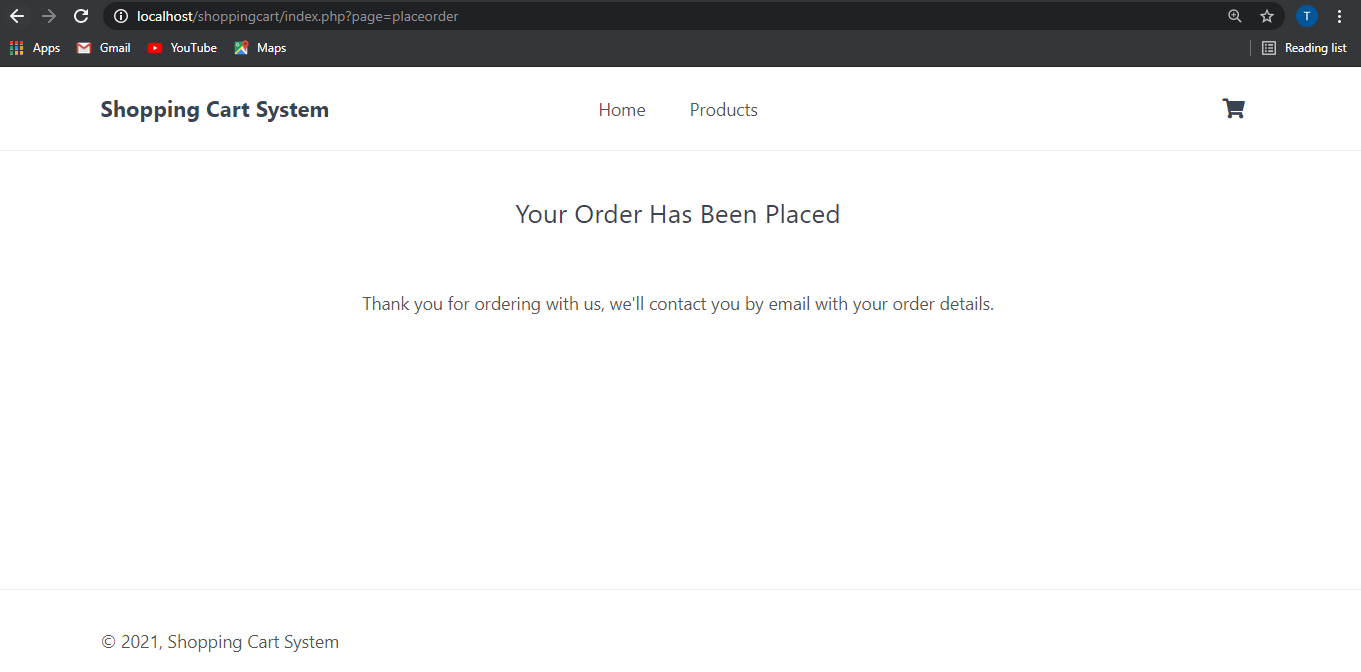 localhost/shoppingcart/index.php?page=placeorder
T
Apps Gmail YouTube Maps Reading list
Shopping Cart System Home Products
Your Order Has Been Placed
Thank you for ordering with us, we'll contact you by email with your order details.
© 2021, Shopping Cart System